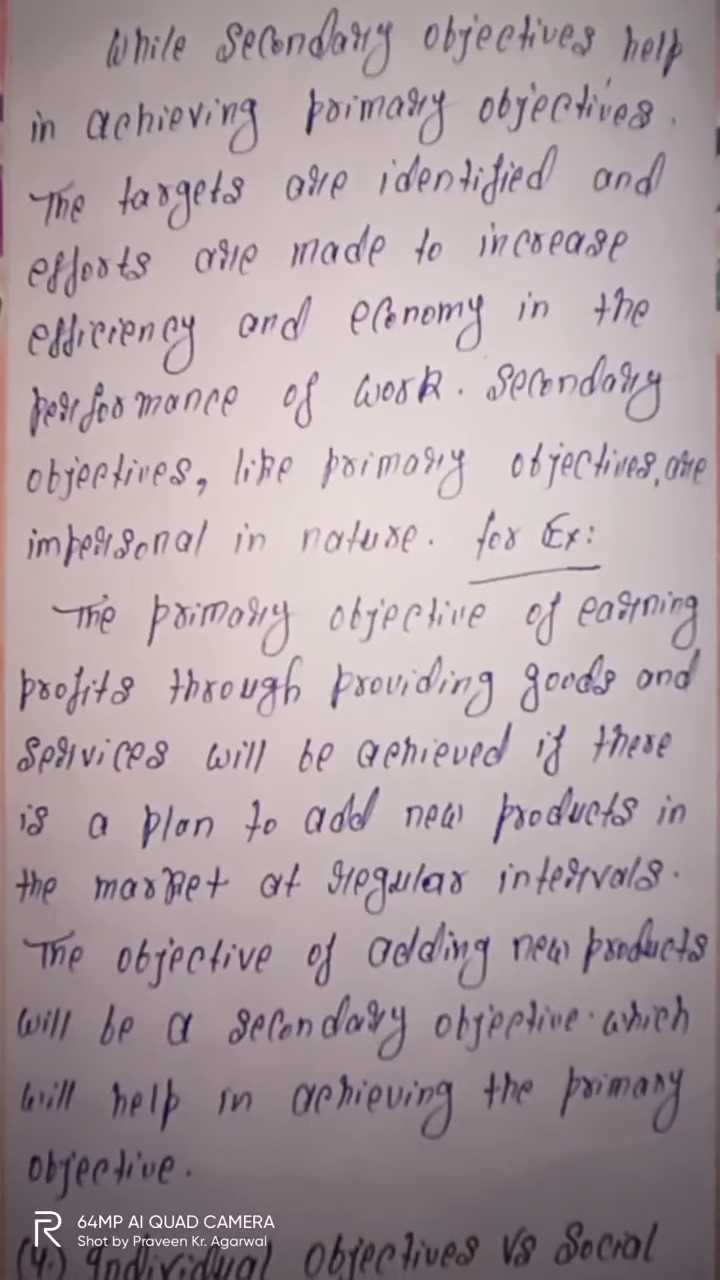 While secondary objectives help
in achieving primary objectives.
The targets are identified and
efforts are made to increase
efficiency and economy in the
performance of work. Secondary
objectives, like primary objectives, are
impersonal in nature. for Ex:
The primary objective of earning
profits through providing goods and
services will be achieved if there
is a plan to add new products in
the market at regular intervals.
The objective of adding new products
will be a secondary objective which
will help in achieving the primary
objective.
64MP AI QUAD CAMERA
Shot by Praveen Kr. Agarwal
(4.) Individual objectives Vs Social